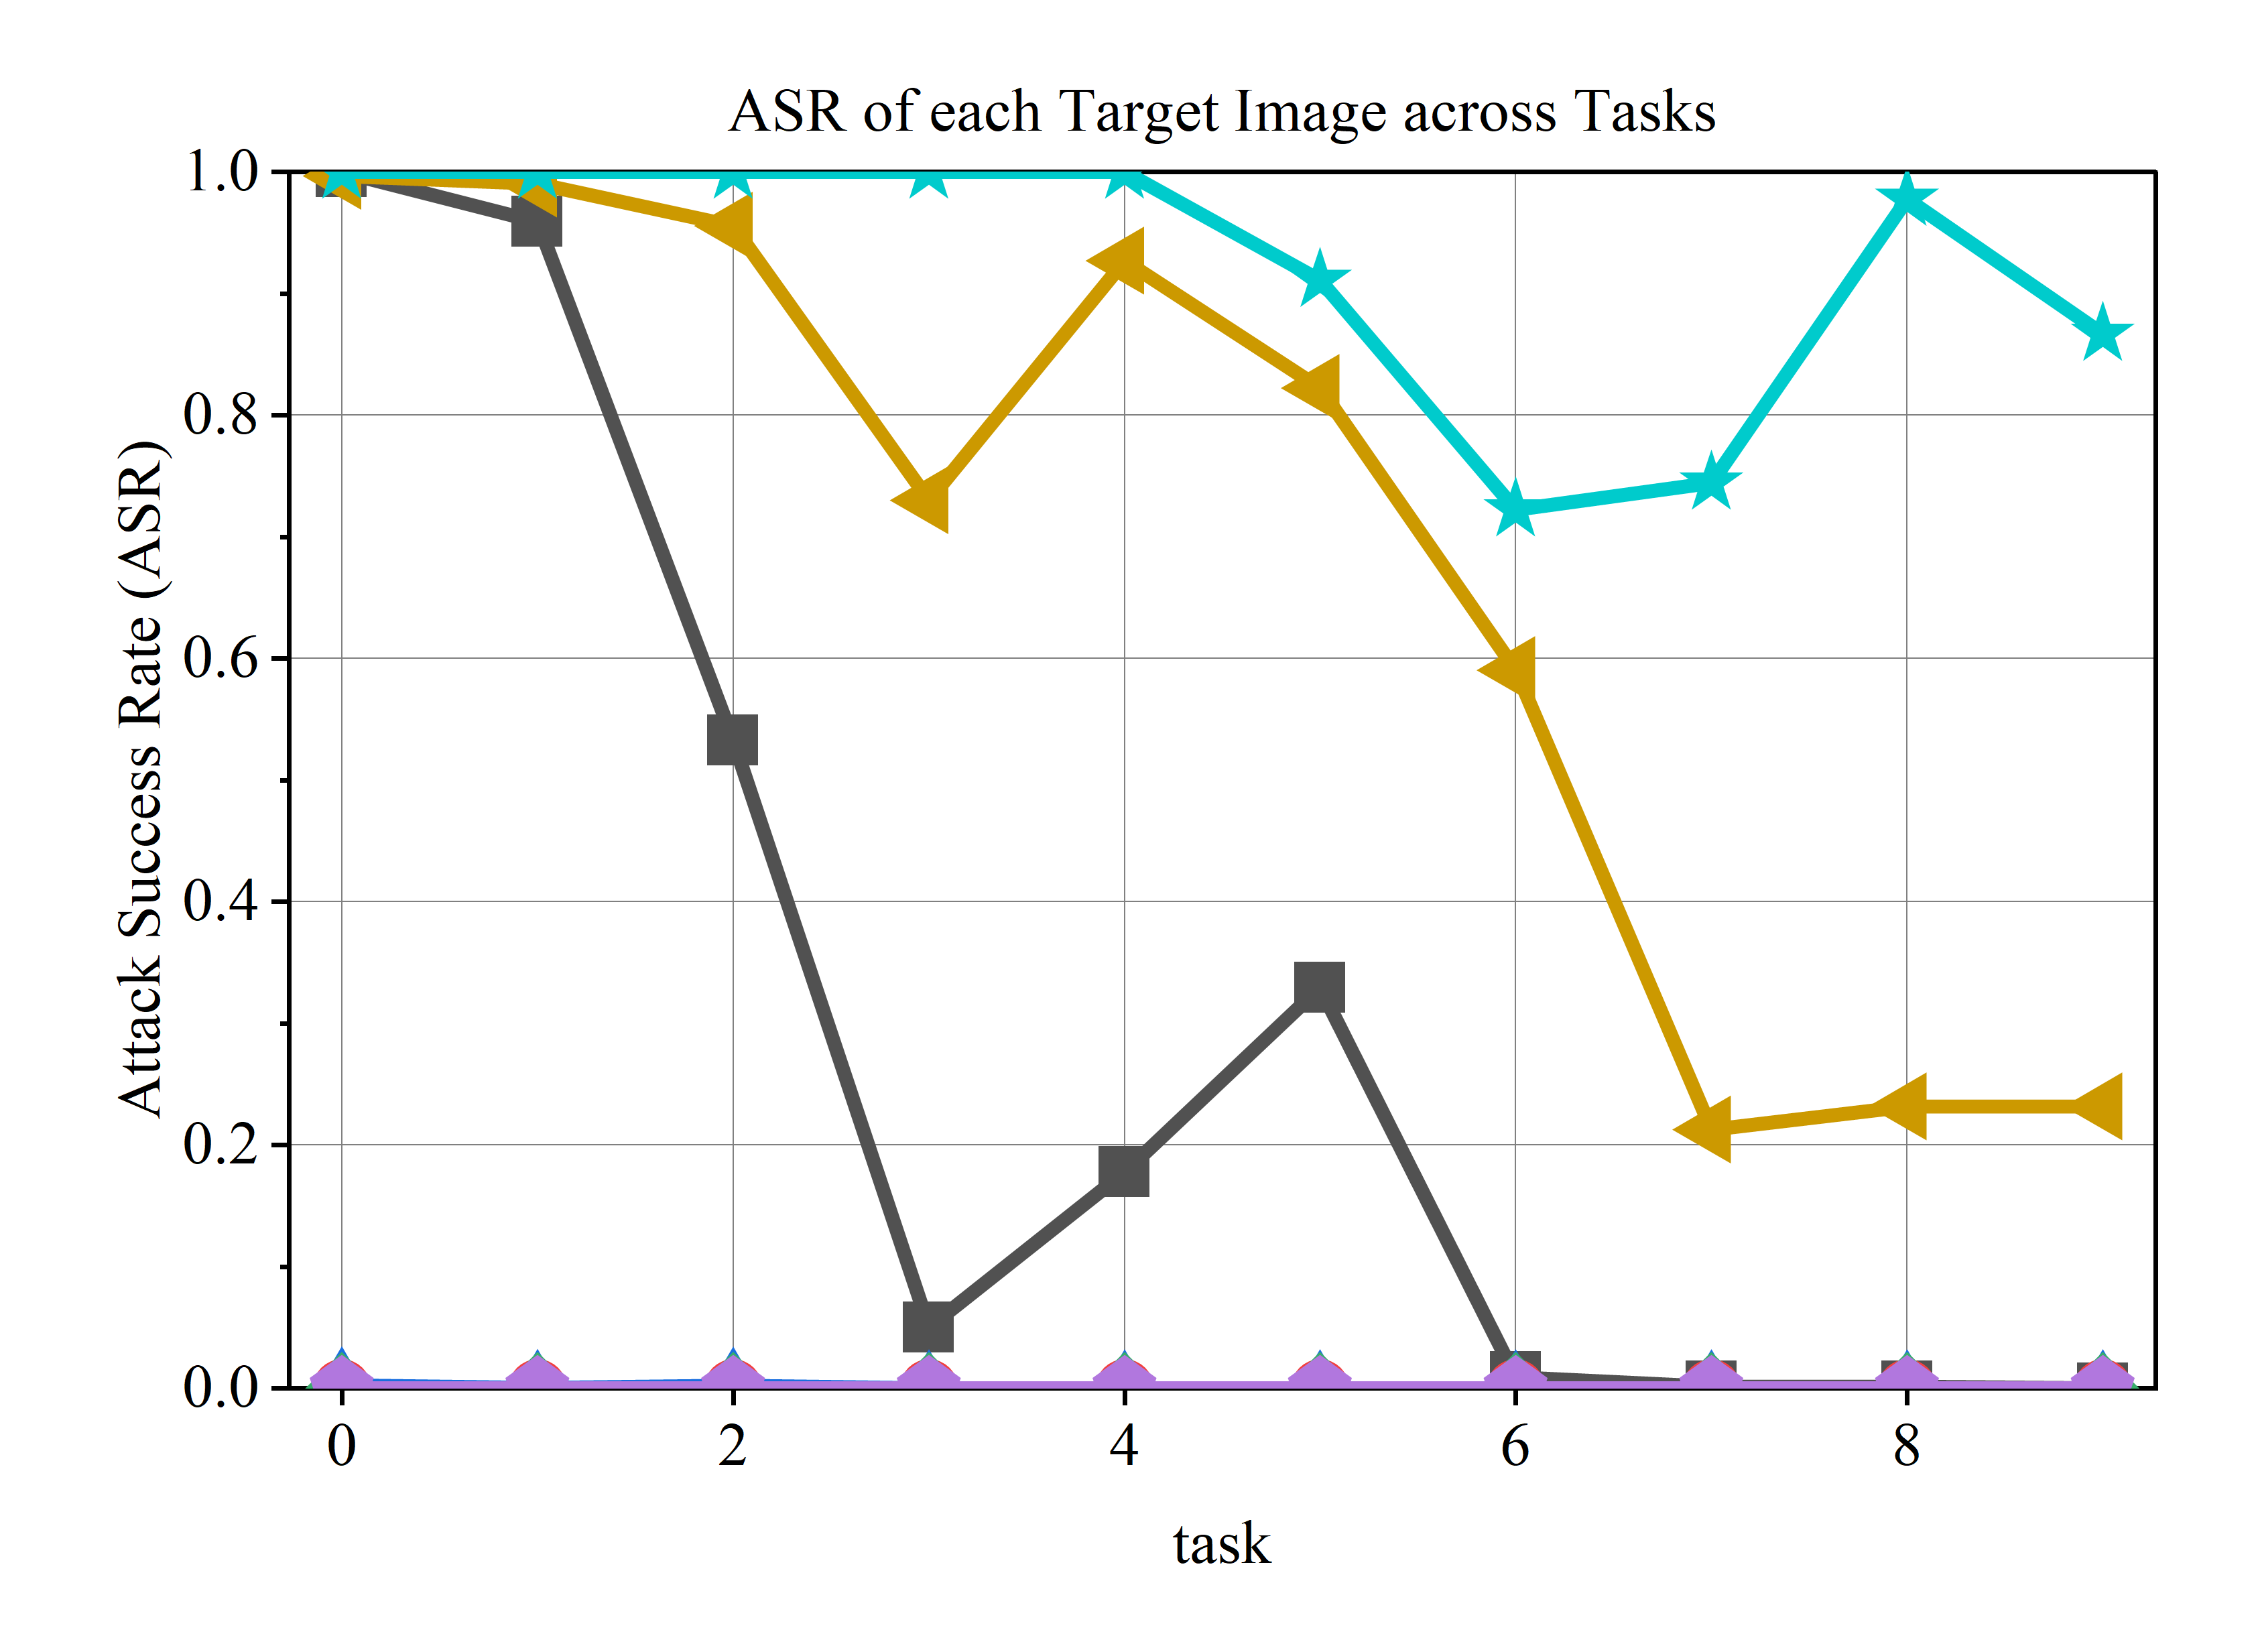 ASR of each Target Image across Tasks
Attack Success Rate (ASR)
1.0
0.8
0.6
0.4
0.2
0.0
0 2 4 6 8
task